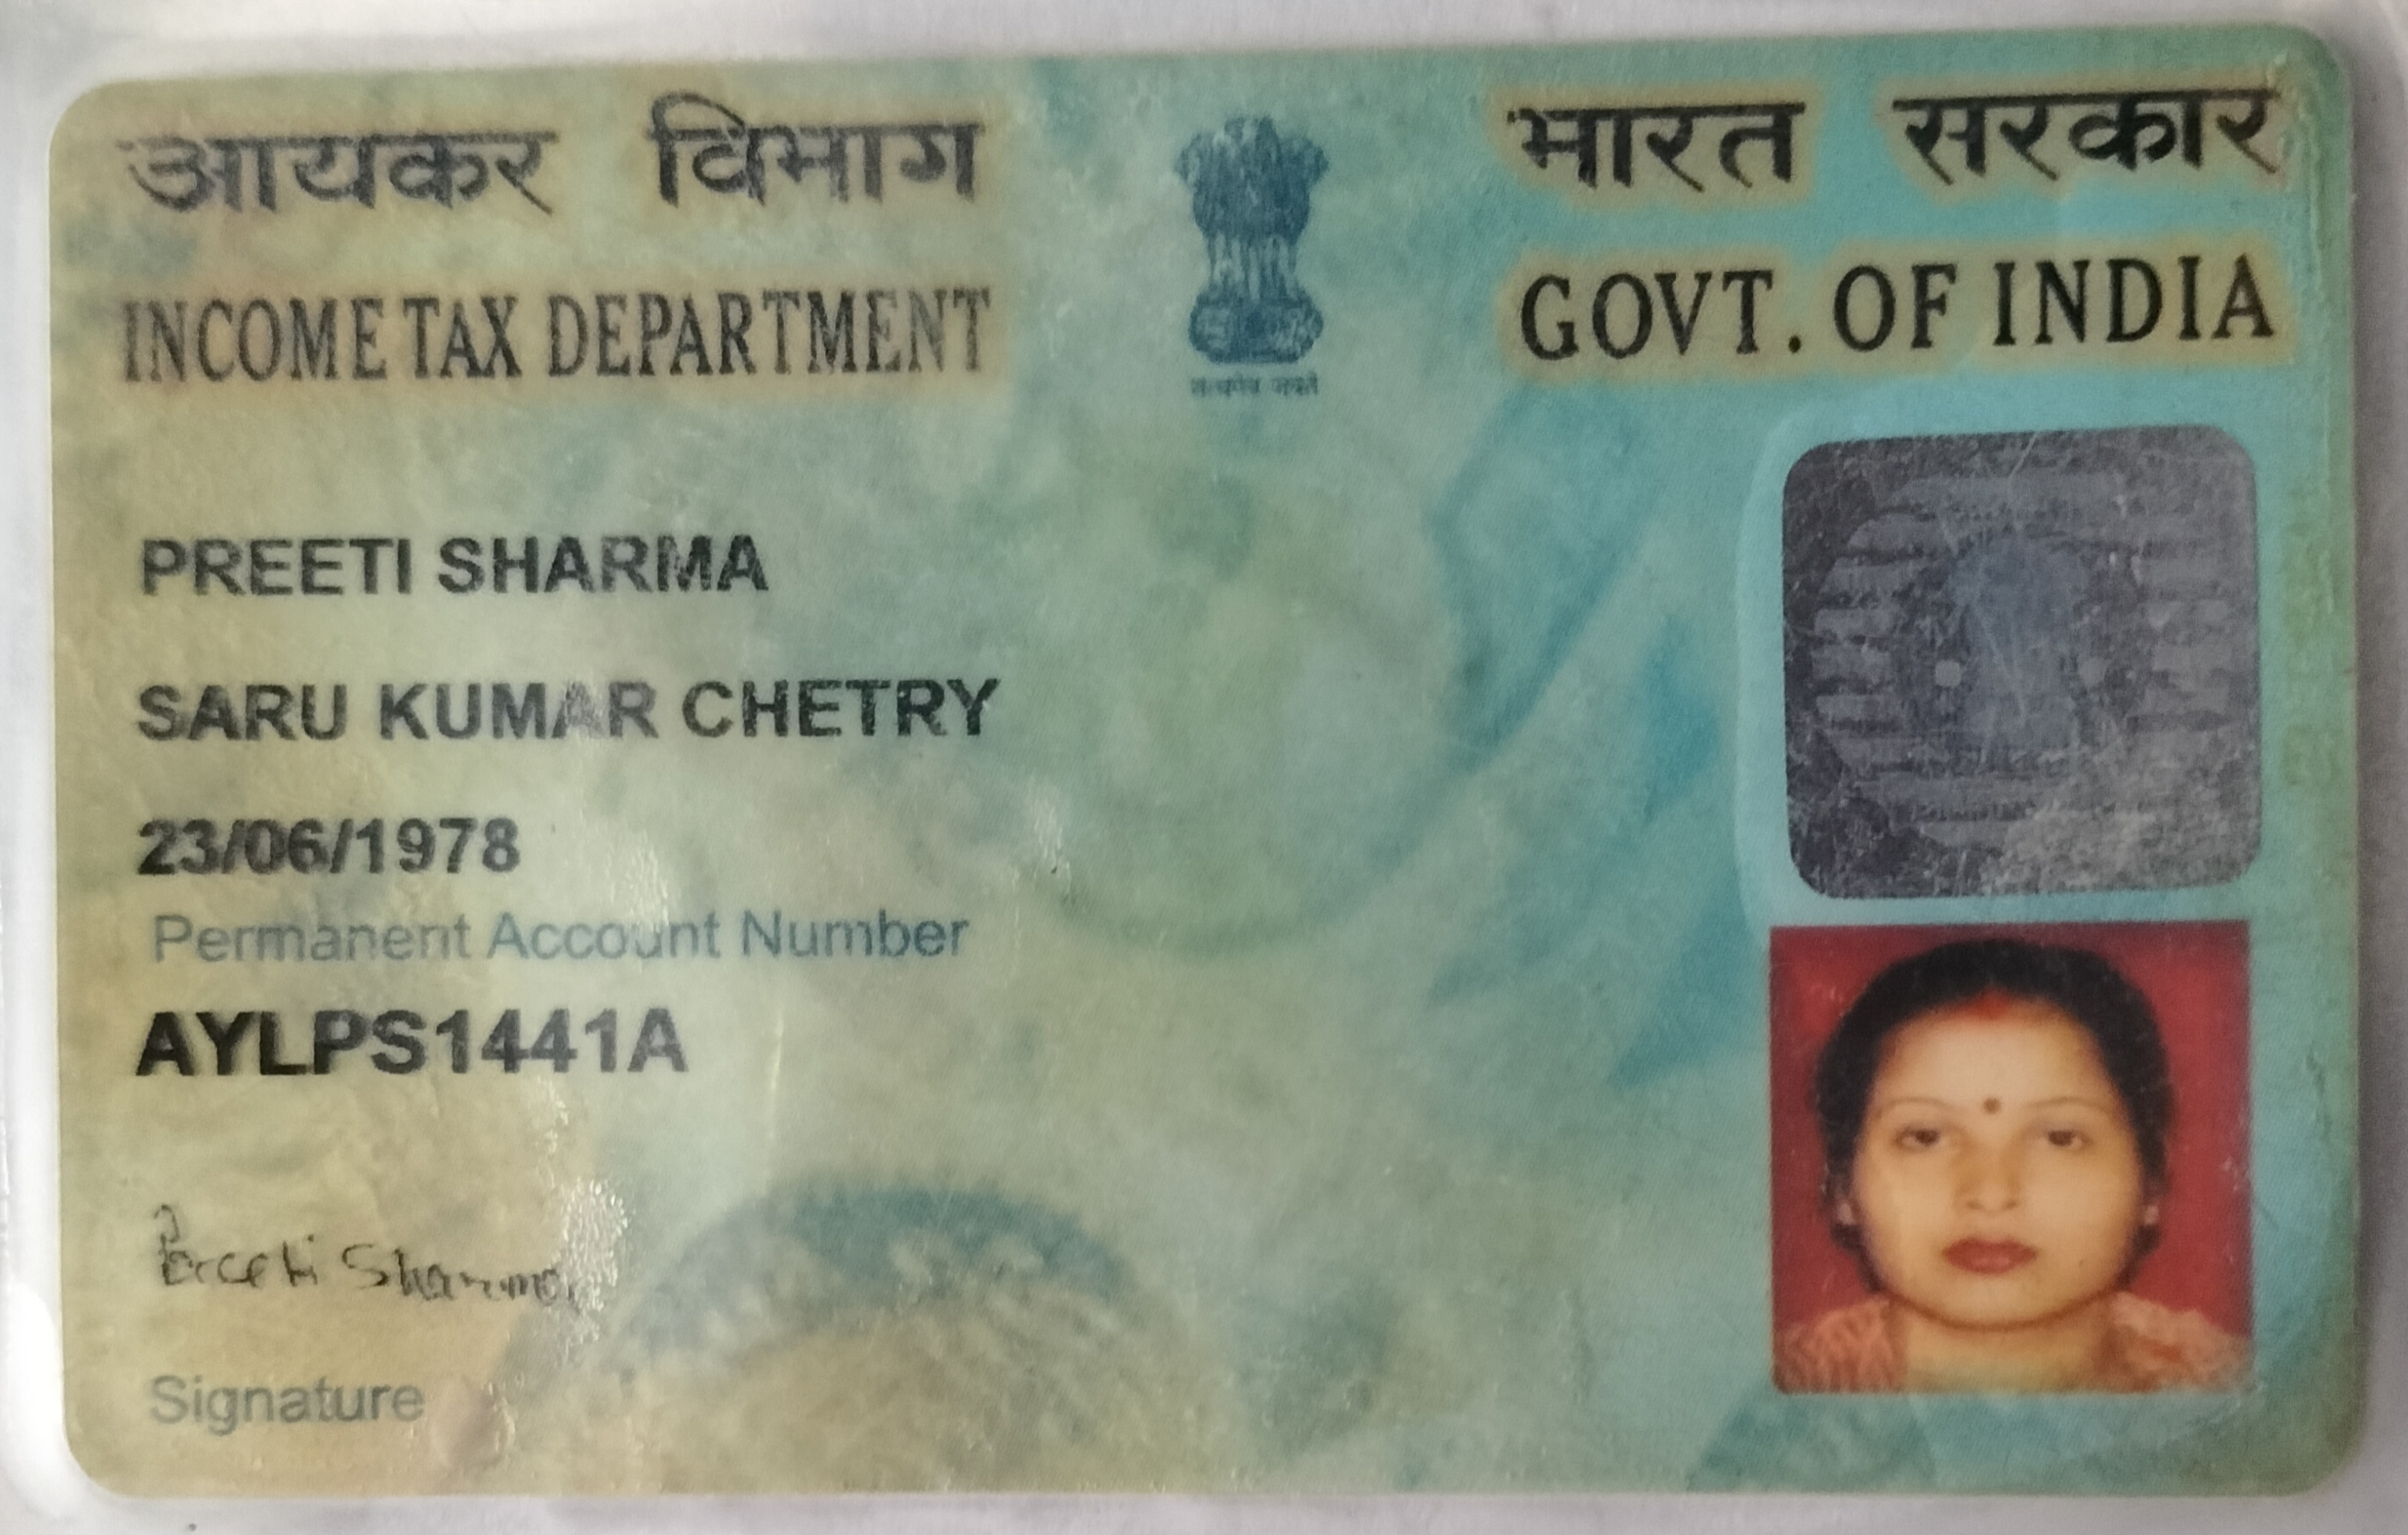 आयकर विभाग
INCOME TAX DEPARTMENT
सत्यमेव जयते
भारत सरकार
GOVT. OF INDIA
PREETI SHARMA
SARU KUMAR CHETRY
23/06/1978
Permanent Account Number
AYLPS1441A
Preeti Sharma
Signature